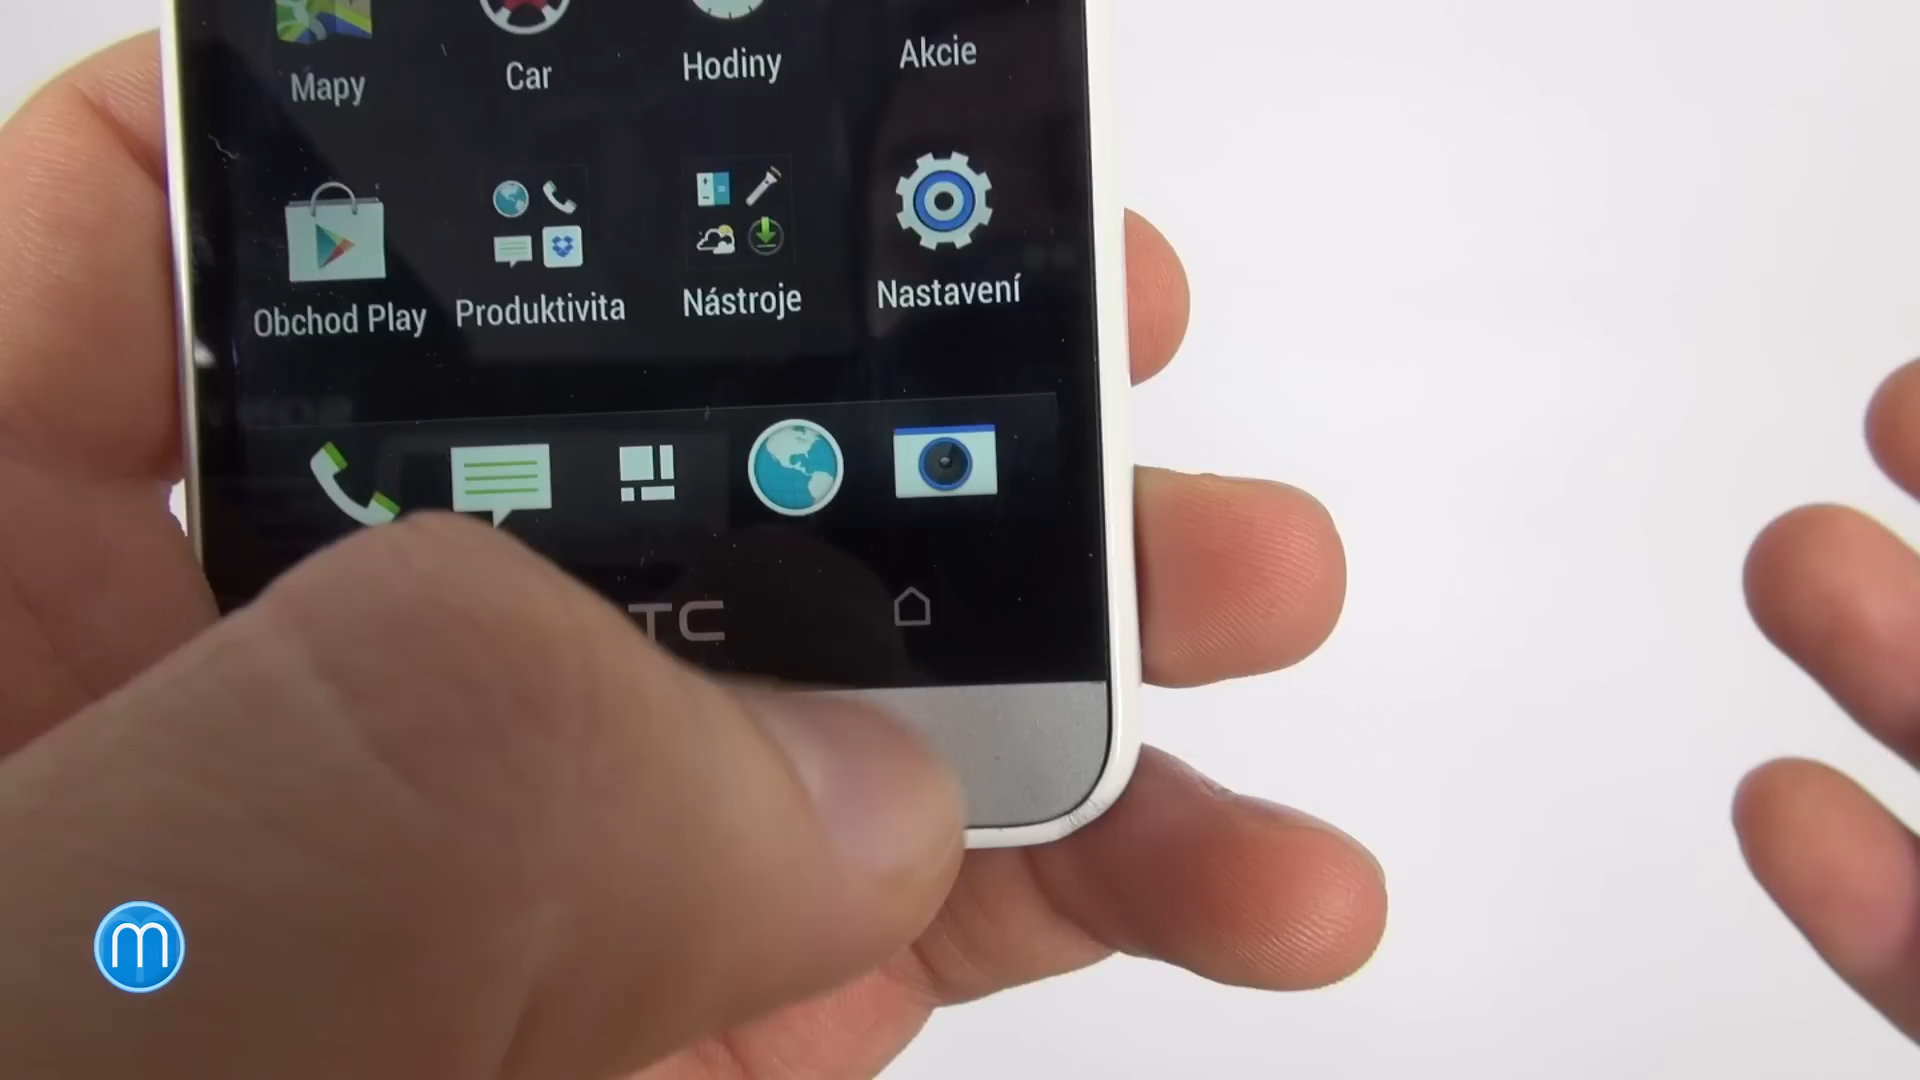 Mapy
Car
Hodiny
Akcie
Obchod Play
Produktivita
Nástroje
Nastavení
TC
m